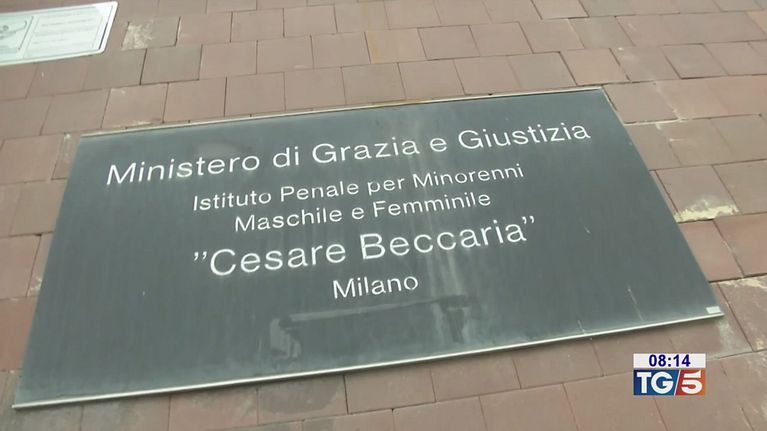 Ministero di Grazia e Giustizia
Istituto Penale per Minorenni
Maschile e Femminile
"Cesare Beccaria"
Milano
08:14
TG5